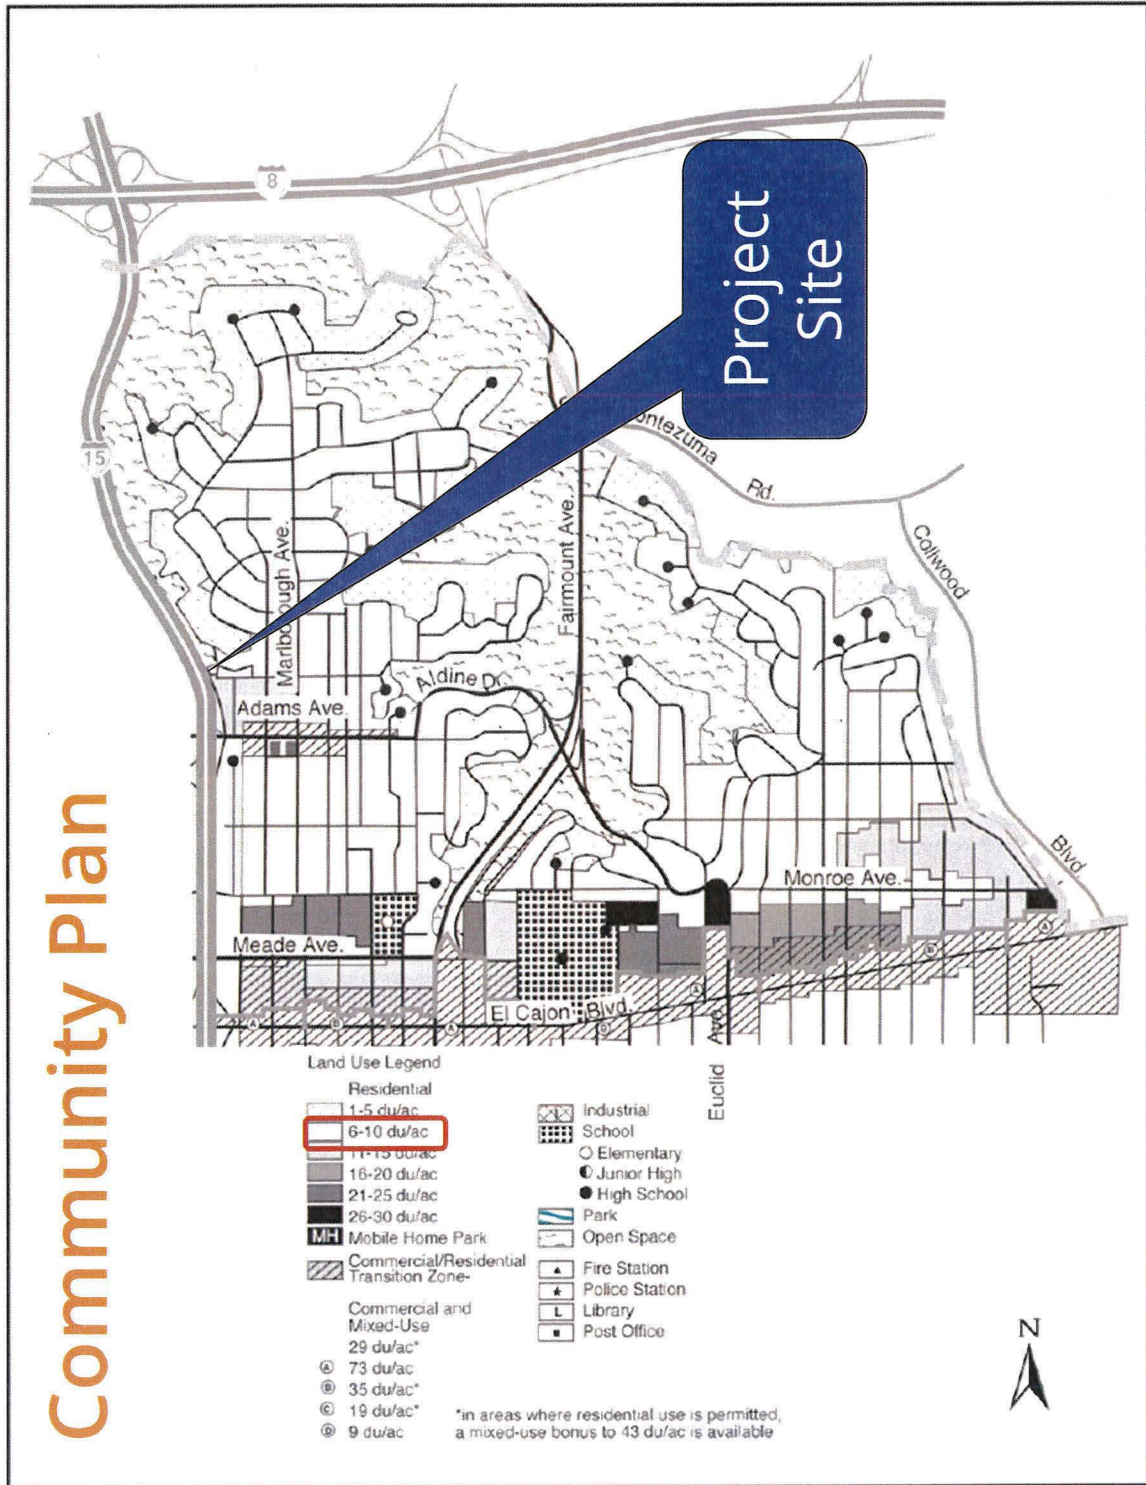 Community Plan
8
15
Project
Site
Montezuma
Rd.
Collwood
Blvd.
Marlborough Ave.
Fairmount Ave.
Aldine Dr.
Adams Ave.
Monroe Ave.
Meade Ave.
El Cajon Blvd.
Euclid Ave.
A
B
A
D
A
B
A
Land Use Legend
Residential
1-5 du/ac
6-10 du/ac
11-15 du/ac
16-20 du/ac
21-25 du/ac
26-30 du/ac
MH Mobile Home Park
Commercial/Residential
Transition Zone-
Commercial and
Mixed-Use
29 du/ac*
A 73 du/ac
B 35 du/ac*
C 19 du/ac*
D 9 du/ac
Industrial
School
Elementary
Junior High
High School
Park
Open Space
Fire Station
Police Station
L Library
Post Office
*in areas where residential use is permitted,
a mixed-use bonus to 43 du/ac is available
N